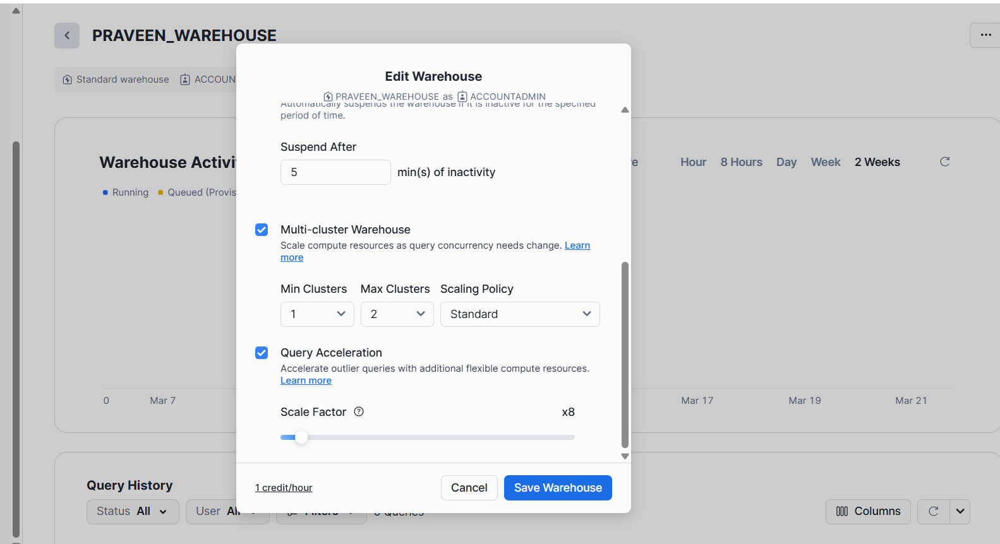 PRAVEEN_WAREHOUSE
Standard warehouse ACCOUN
Edit Warehouse
PRAVEEN_WAREHOUSE as ACCOUNTADMIN
Automatically suspends the warehouse if it is inactive for the specified
period of time.
Suspend After
5 min(s) of inactivity
Warehouse Activi
Hour 8 Hours Day Week 2 Weeks
Running Queued (Provis
Multi-cluster Warehouse
Scale compute resources as query concurrency needs change. Learn
more
Min Clusters Max Clusters Scaling Policy
1 2 Standard
Query Acceleration
Accelerate outlier queries with additional flexible compute resources.
Learn more
0 Mar 7 Mar 17 Mar 19 Mar 21
Scale Factor x8
1 credit/hour Cancel Save Warehouse
Query History
Status All User Al Filters 0 Queries Columns